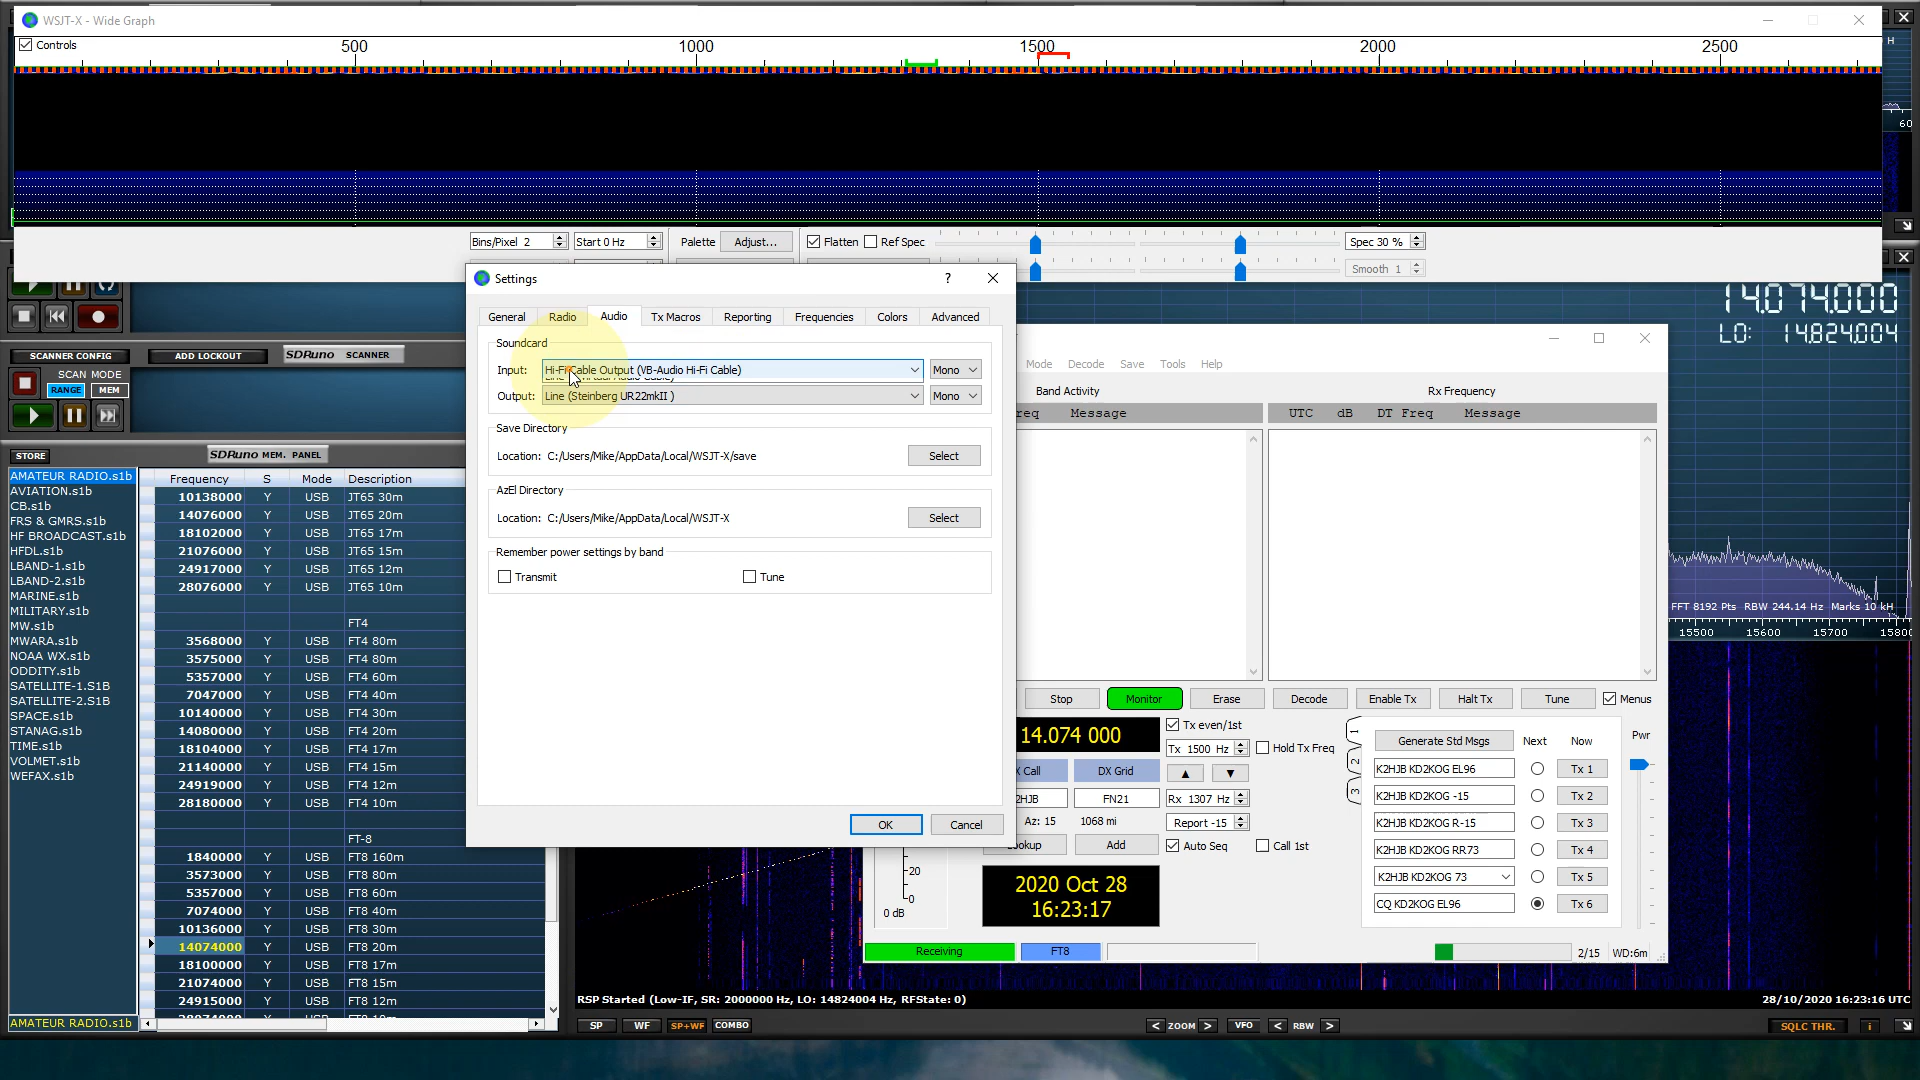 WSJT-X - Wide Graph
Controls
500
1000
1500
2000
2500
H
60
Bins/Pixel 2
Start 0 Hz
Palette
Adjust...
Flatten
Ref Spec
Spec 30 %
Smooth 1
Settings
?
General
Radio
Audio
Tx Macros
Reporting
Frequencies
Colors
Advanced
Soundcard
Input:
Hi-Fi Cable Output (VB-Audio Hi-Fi Cable)
Mono
Output:
Line (Steinberg UR22mkII )
Mono
Save Directory
Location: C:/Users/Mike/AppData/Local/WSJT-X/save
Select
AzEl Directory
Location: C:/Users/Mike/AppData/Local/WSJT-X
Select
Remember power settings by band
Transmit
Tune
OK
Cancel
14.074.000
LO: 14.824.004
SCANNER CONFIG
ADD LOCKOUT
SDRuno SCANNER
SCAN MODE
RANGE
MEM
STORE
SDRuno MEM. PANEL
AMATEUR RADIO.s1b
AVIATION.s1b
CB.s1b
FRS & GMRS.s1b
HF BROADCAST.s1b
HFDL.s1b
LBAND-1.s1b
LBAND-2.s1b
MARINE.s1b
MILITARY.s1b
MW.s1b
MWARA.s1b
NOAA WX.s1b
ODDITY.s1b
SATELLITE-1.S1B
SATELLITE-2.S1B
SPACE.s1b
STANAG.s1b
TIME.s1b
VOLMET.s1b
WEFAX.s1b
AMATEUR RADIO.s1b
Frequency S Mode Description
10138000 Y USB JT65 30m
14076000 Y USB JT65 20m
18102000 Y USB JT65 17m
21076000 Y USB JT65 15m
24917000 Y USB JT65 12m
28076000 Y USB JT65 10m
FT4
3568000 Y USB FT4 80m
3575000 Y USB FT4 80m
5357000 Y USB FT4 60m
7047000 Y USB FT4 40m
10140000 Y USB FT4 30m
14080000 Y USB FT4 20m
18104000 Y USB FT4 17m
21140000 Y USB FT4 15m
24919000 Y USB FT4 12m
28180000 Y USB FT4 10m
FT-8
1840000 Y USB FT8 160m
3573000 Y USB FT8 80m
5357000 Y USB FT8 60m
7074000 Y USB FT8 40m
10136000 Y USB FT8 30m
14074000 Y USB FT8 20m
18100000 Y USB FT8 17m
21074000 Y USB FT8 15m
24915000 Y USB FT8 12m
Mode
Decode
Save
Tools
Help
Band Activity
Rx Frequency
req Message
UTC dB DT Freq Message
Stop
Monitor
Erase
Decode
Enable Tx
Halt Tx
Tune
Menus
14.074 000
Tx even/1st
Tx 1500 Hz
Hold Tx Freq
X Call
DX Grid
2HJB
FN21
Rx 1307 Hz
Az: 15
1068 mi
Report -15
ookup
Add
Auto Seq
Call 1st
2020 Oct 28
16:23:17
-20
-0
0 dB
1
2
3
Generate Std Msgs
Next
Now
Pwr
K2HJB KD2KOG EL96
Tx 1
K2HJB KD2KOG -15
Tx 2
K2HJB KD2KOG R-15
Tx 3
K2HJB KD2KOG RR73
Tx 4
K2HJB KD2KOG 73
Tx 5
CQ KD2KOG EL96
Tx 6
Receiving
FT8
2/15
WD:6m
FFT 8192 Pts RBW 244.14 Hz Marks 10 kH
15500 15600 15700 15800
RSP Started (Low-IF, SR: 2000000 Hz, LO: 14824004 Hz, RFState: 0)
28/10/2020 16:23:16 UTC
SP
WF
SP+WF
COMBO
< ZOOM >
VFO
< RBW >
SQLC THR.
i